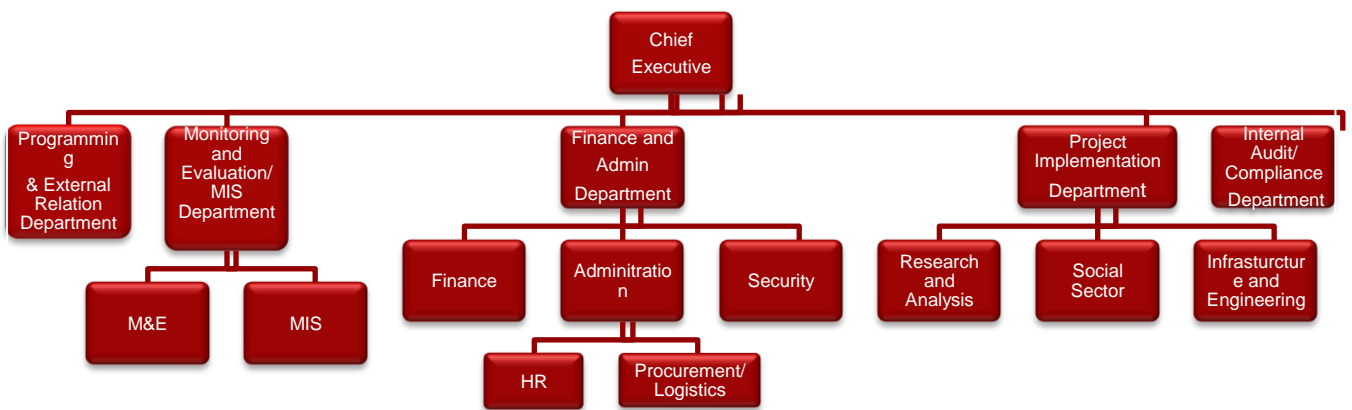 Chief
Executive
Programmin
g
& External
Relation
Department
Monitoring
and
Evaluation/
MIS
Department
Finance and
Admin
Department
Project
Implementation
Department
Internal
Audit/
Compliance
Department
M&E
MIS
Finance
Adminitratio
n
Security
Research
and
Analysis
Social
Sector
Infrasturctur
e and
Engineering
HR
Procurement/
Logistics